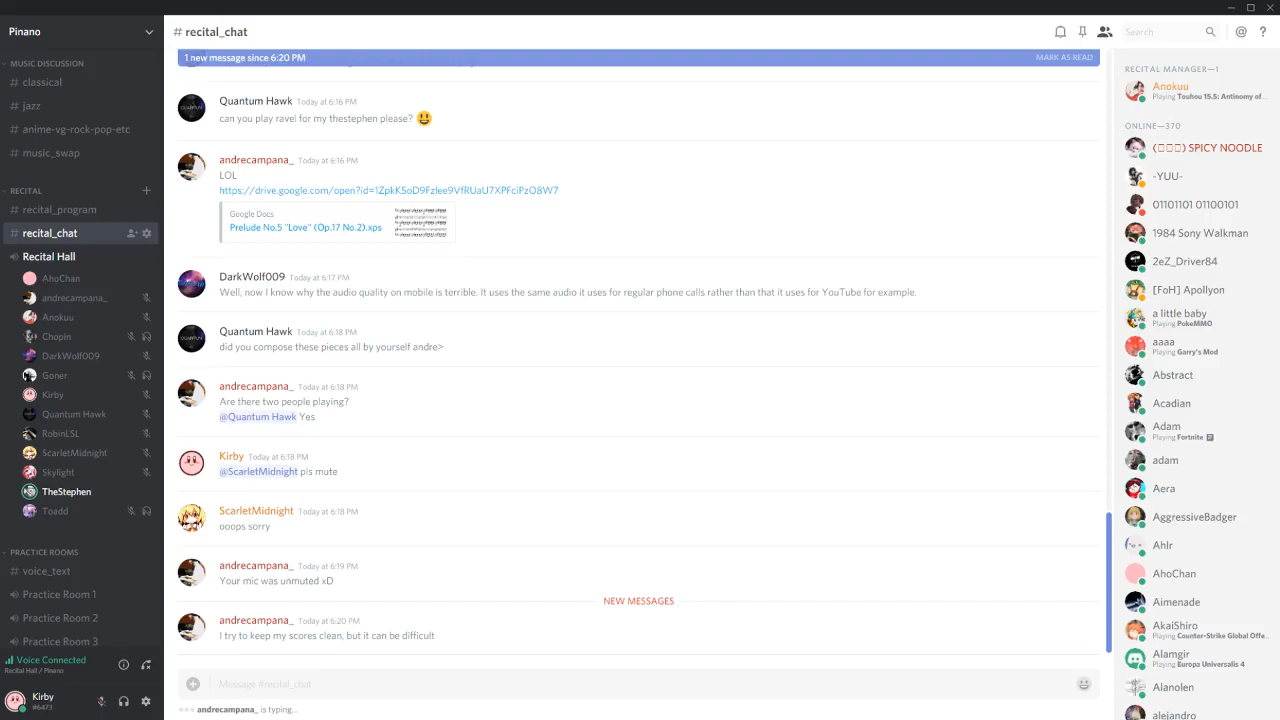 Pinano
# recital_chat
Search
@
?
1 new message since 6:20 PM
MARK AS READ
MUSIC DISCUSSION
# classical
# jazz
# anime-vg-rock-pop-etc
# music_swap
RECITAL
# recital_program
# recital_chat
Recital Hall
AhoChan
andrecampana_
Anokuu
Chopin
DarkWolf009
Goner
Kirby
Quantum Hawk
RobinLSL
ScarletMidnight
Skylight
TheStephen
Toadd
PRACTICE ROOMS
# voice_text
Practice Room 1
Practice Room 2
Practice Room 3
Voice Connected
Recital Hall / Pinano
Kirby
#6473
Quantum Hawk Today at 6:16 PM
can you play ravel for my thestephen please? 😃
andrecampana_ Today at 6:16 PM
LOL
https://drive.google.com/open?id=1ZpkK5oD9FzIee9VfRUaU7XPFciPzO8W7
Google Docs
Prelude No.5 "Love" (Op.17 No.2).xps
DarkWolf009 Today at 6:17 PM
Well, now I know why the audio quality on mobile is terrible. It uses the same audio it uses for regular phone calls rather than that it uses for YouTube for example.
Quantum Hawk Today at 6:18 PM
did you compose these pieces all by yourself andre>
andrecampana_ Today at 6:18 PM
Are there two people playing?
@Quantum Hawk Yes
Kirby Today at 6:18 PM
@ScarletMidnight pls mute
ScarletMidnight Today at 6:18 PM
ooops sorry
andrecampana_ Today at 6:19 PM
Your mic was unmuted xD
NEW MESSAGES
andrecampana_ Today at 6:20 PM
I try to keep my scores clean, but it can be difficult
Message #recital_chat
andrecampana_ is typing...
RECITAL MANAGER—1
Anokuu
Playing Touhou 15.5: Antinomy of...
ONLINE—370
(▯▯▯) SPICY NOODLE
-YUU-
01101101 01100101
1984 Sony Walkman
2eZ_Driver84
[FoH] Apollyon
a little baby
Playing PokeMMO
aaaa
Playing Garry's Mod
Abstract
Acadian
Adam
Playing Fortnite
adam
Aera
AggressiveBadger
Ahlr
AhoChan
Aimenade
AkaiShiro
Playing Counter-Strike Global Offe...
Alamgir
Playing Europa Universalis 4
Alanolen
alejandro